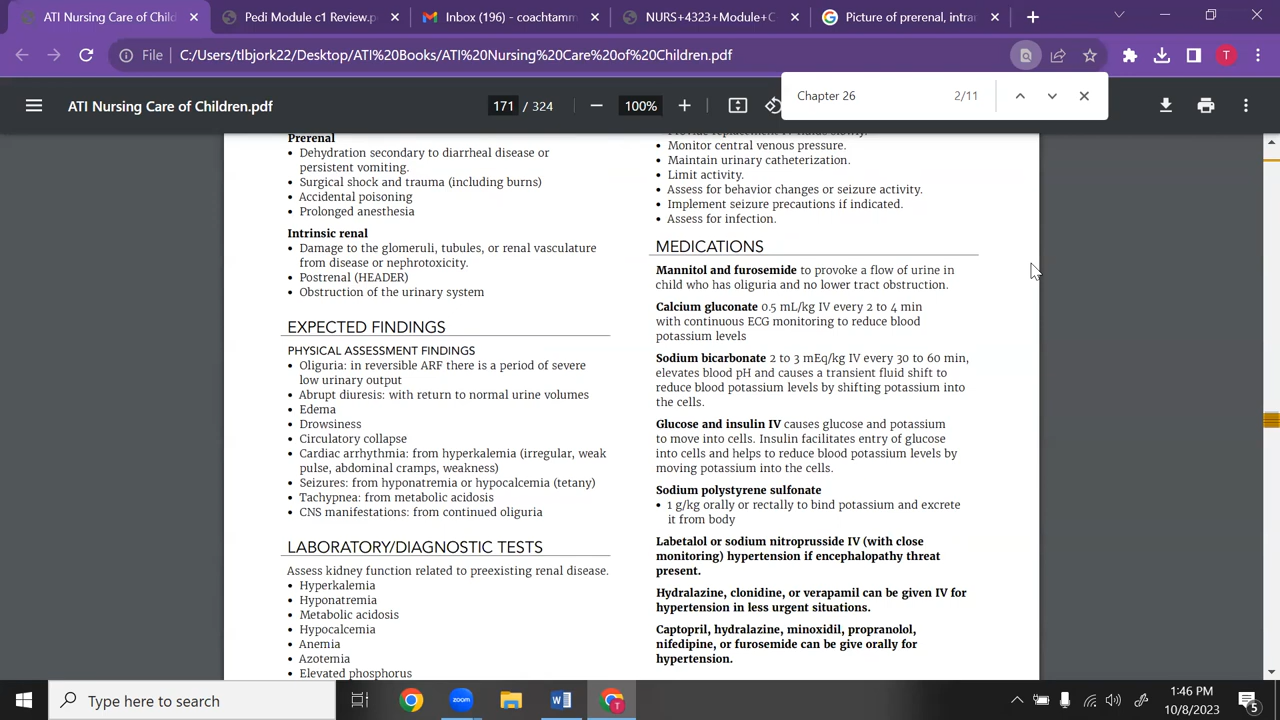 ATI Nursing Care of Child
Pedi Module c1 Review.p
Inbox (196) - coachtamm
NURS+4323+Module+C
Picture of prerenal, intra
File
C:/Users/tlbjork22/Desktop/ATI%20Books/ATI%20Nursing%20Care%20of%20Children.pdf
T
Chapter 26
2/11
ATI Nursing Care of Children.pdf
171 / 324
100%
Prerenal
• Dehydration secondary to diarrheal disease or
persistent vomiting.
• Surgical shock and trauma (including burns)
• Accidental poisoning
• Prolonged anesthesia
Intrinsic renal
• Damage to the glomeruli, tubules, or renal vasculature
from disease or nephrotoxicity.
• Postrenal (HEADER)
• Obstruction of the urinary system
EXPECTED FINDINGS
PHYSICAL ASSESSMENT FINDINGS
• Oliguria: in reversible ARF there is a period of severe
low urinary output
• Abrupt diuresis: with return to normal urine volumes
• Edema
• Drowsiness
• Circulatory collapse
• Cardiac arrhythmia: from hyperkalemia (irregular, weak
pulse, abdominal cramps, weakness)
• Seizures: from hyponatremia or hypocalcemia (tetany)
• Tachypnea: from metabolic acidosis
• CNS manifestations: from continued oliguria
LABORATORY/DIAGNOSTIC TESTS
Assess kidney function related to preexisting renal disease.
• Hyperkalemia
• Hyponatremia
• Metabolic acidosis
• Hypocalcemia
• Anemia
• Azotemia
• Elevated phosphorus
• Provide replacement IV fluids slowly.
• Monitor central venous pressure.
• Maintain urinary catheterization.
• Limit activity.
• Assess for behavior changes or seizure activity.
• Implement seizure precautions if indicated.
• Assess for infection.
MEDICATIONS
Mannitol and furosemide to provoke a flow of urine in
child who has oliguria and no lower tract obstruction.
Calcium gluconate 0.5 mL/kg IV every 2 to 4 min
with continuous ECG monitoring to reduce blood
potassium levels
Sodium bicarbonate 2 to 3 mEq/kg IV every 30 to 60 min,
elevates blood pH and causes a transient fluid shift to
reduce blood potassium levels by shifting potassium into
the cells.
Glucose and insulin IV causes glucose and potassium
to move into cells. Insulin facilitates entry of glucose
into cells and helps to reduce blood potassium levels by
moving potassium into the cells.
Sodium polystyrene sulfonate
• 1 g/kg orally or rectally to bind potassium and excrete
it from body
Labetalol or sodium nitroprusside IV (with close
monitoring) hypertension if encephalopathy threat
present.
Hydralazine, clonidine, or verapamil can be given IV for
hypertension in less urgent situations.
Captopril, hydralazine, minoxidil, propranolol,
nifedipine, or furosemide can be give orally for
hypertension.
Type here to search
zoom
W
T
1:46 PM
10/8/2023
5